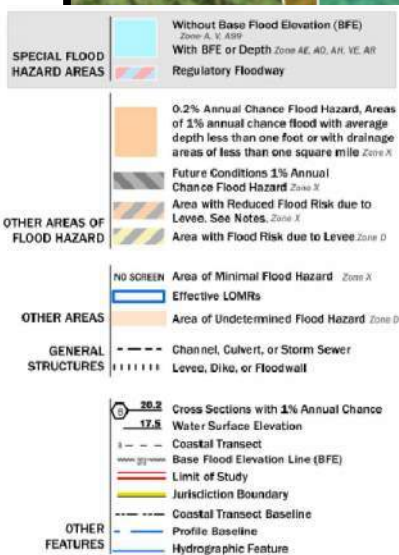 Without Base Flood Elevation (BFE)
Zone A, V, A99
With BFE or Depth Zone AE, AO, AH, VE, AR
SPECIAL FLOOD
HAZARD AREAS
Regulatory Floodway
0.2% Annual Chance Flood Hazard, Areas
of 1% annual chance flood with average
depth less than one foot or with drainage
areas of less than one square mile Zone X
Future Conditions 1% Annual
Chance Flood Hazard Zone X
Area with Reduced Flood Risk due to
Levee. See Notes. Zone X
OTHER AREAS OF
FLOOD HAZARD
Area with Flood Risk due to Levee Zone D
NO SCREEN Area of Minimal Flood Hazard Zone X
Effective LOMRs
OTHER AREAS
Area of Undetermined Flood Hazard Zone D
GENERAL
STRUCTURES
Channel, Culvert, or Storm Sewer
Levee, Dike, or Floodwall
20.2 Cross Sections with 1% Annual Chance
17.5 Water Surface Elevation
Coastal Transect
Base Flood Elevation Line (BFE)
Limit of Study
Jurisdiction Boundary
Coastal Transect Baseline
OTHER
FEATURES
Profile Baseline
Hydrographic Feature